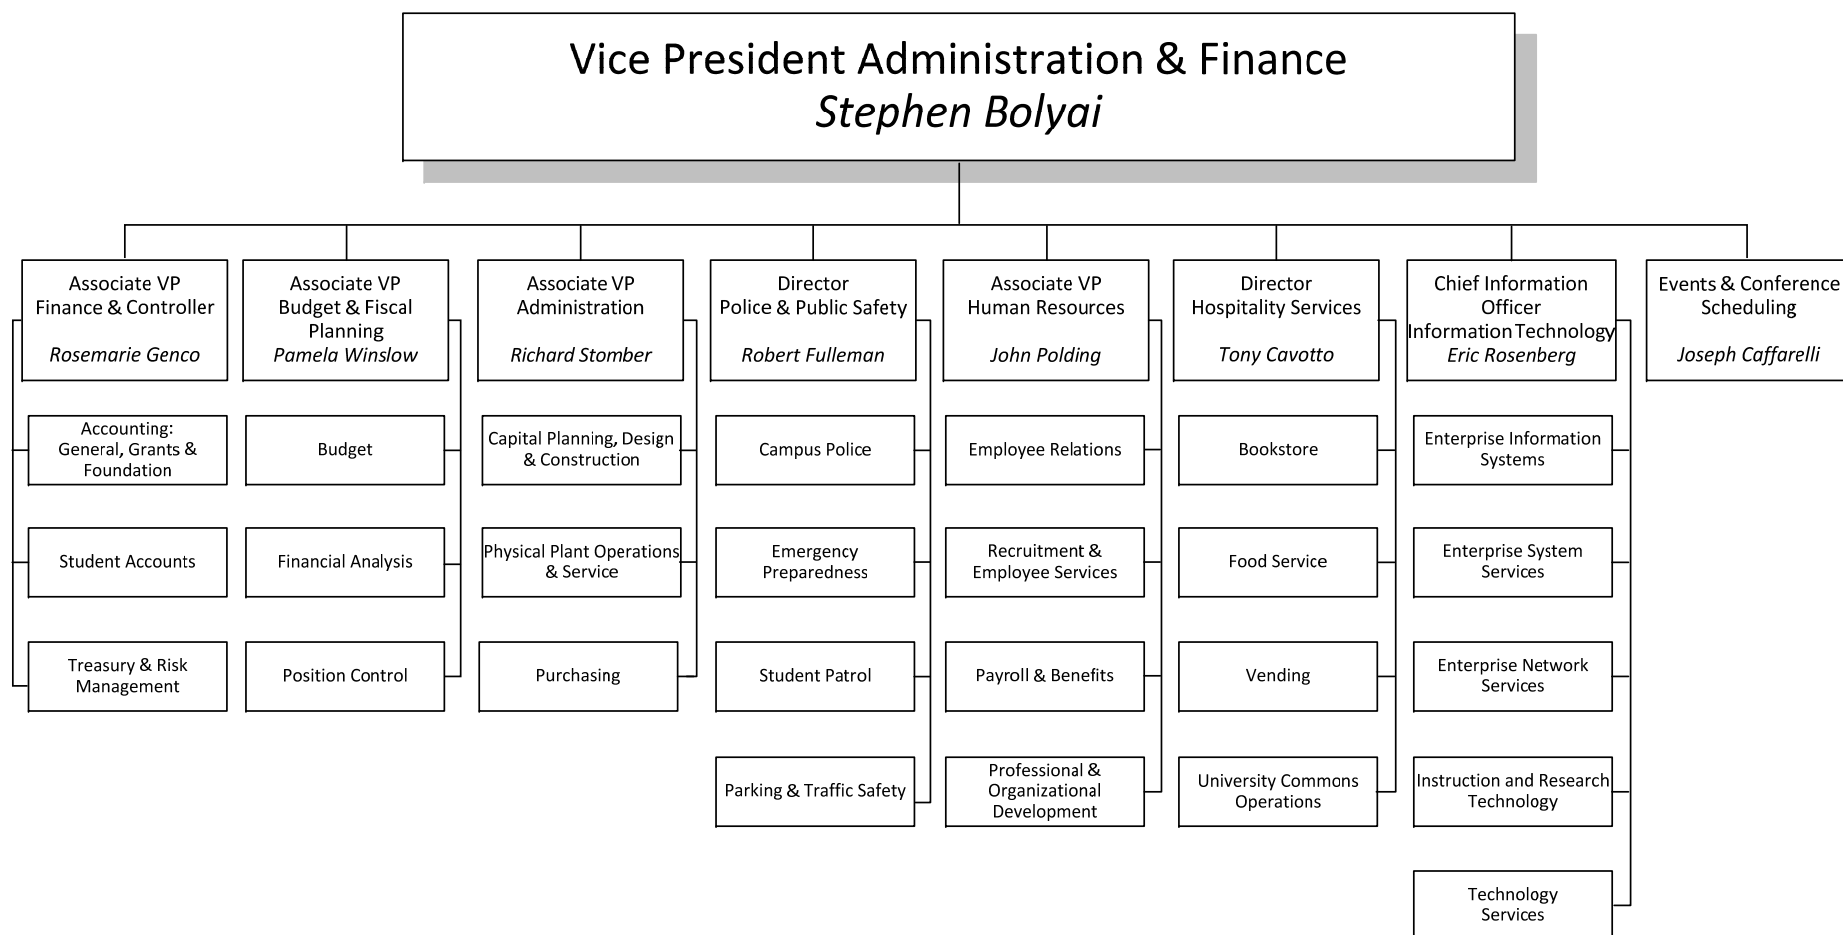 Vice President Administration & Finance
Stephen Bolyai
Associate VP
Finance & Controller
Rosemarie Genco
Associate VP
Budget & Fiscal
Planning
Pamela Winslow
Associate VP
Administration
Richard Stomber
Director
Police & Public Safety
Robert Fulleman
Associate VP
Human Resources
John Polding
Director
Hospitality Services
Tony Cavotto
Chief Information
Officer
Information Technology
Eric Rosenberg
Events & Conference
Scheduling
Joseph Caffarelli
Accounting:
General, Grants &
Foundation
Budget
Capital Planning, Design
& Construction
Campus Police
Employee Relations
Bookstore
Enterprise Information
Systems
Student Accounts
Financial Analysis
Physical Plant Operations
& Service
Emergency
Preparedness
Recruitment &
Employee Services
Food Service
Enterprise System
Services
Treasury & Risk
Management
Position Control
Purchasing
Student Patrol
Payroll & Benefits
Vending
Enterprise Network
Services
Parking & Traffic Safety
Professional &
Organizational
Development
University Commons
Operations
Instruction and Research
Technology
Technology
Services